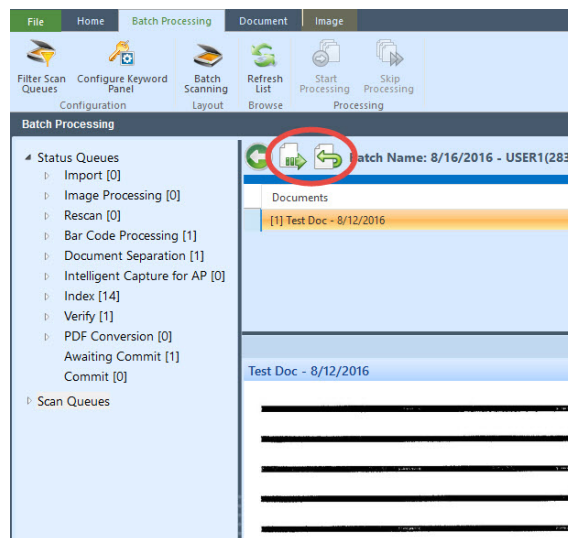 File Home Batch Processing Document Image
Filter Scan Queues
Configure Keyword Panel
Batch Scanning
Refresh List
Start Processing
Skip Processing
Configuration Layout Browse Processing
Batch Processing
Status Queues
Import [0]
Image Processing [0]
Rescan [0]
Bar Code Processing [1]
Document Separation [1]
Intelligent Capture for AP [0]
Index [14]
Verify [1]
PDF Conversion [0]
Awaiting Commit [1]
Commit [0]
Scan Queues
Batch Name: 8/16/2016 - USER1(283
Documents
[1] Test Doc - 8/12/2016
Test Doc - 8/12/2016